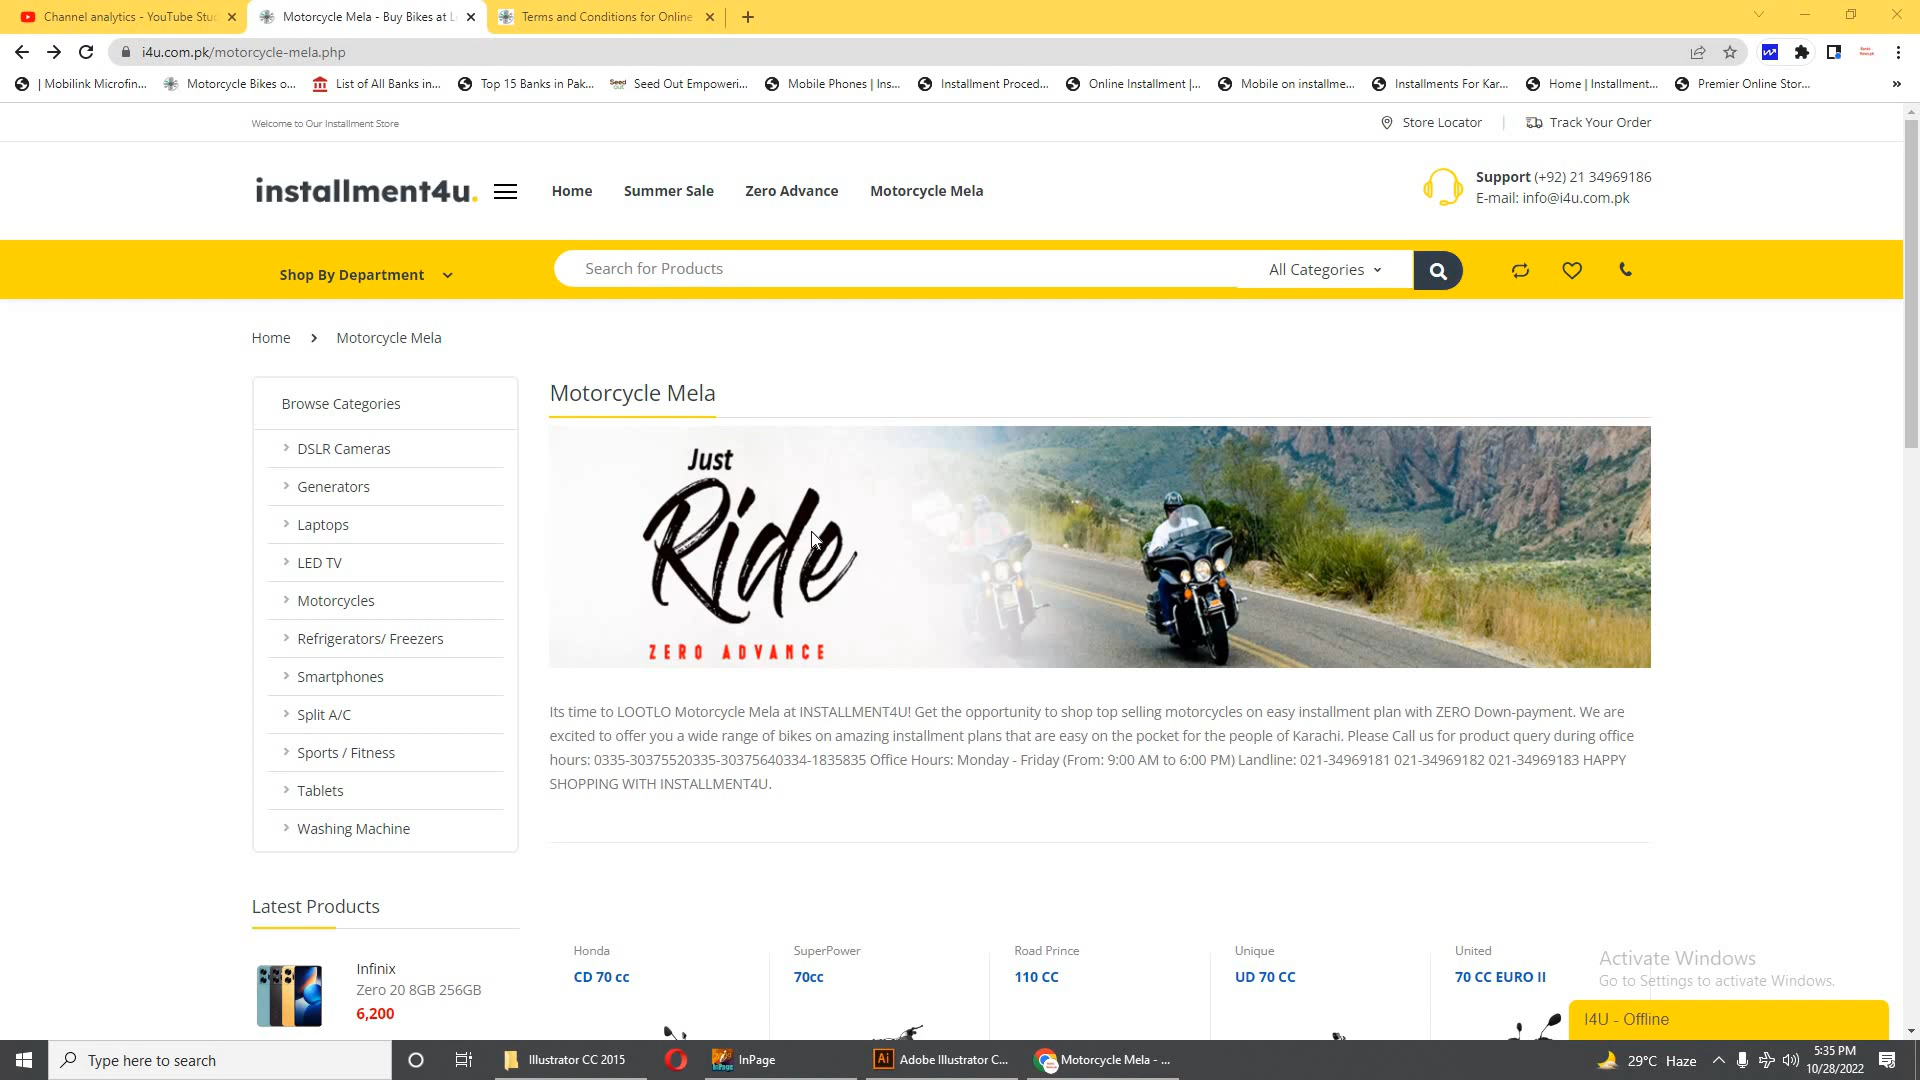 Channel analytics - YouTube Stu
Motorcycle Mela - Buy Bikes at L
Terms and Conditions for Online
i4u.com.pk/motorcycle-mela.php
| Mobilink Microfin...
Motorcycle Bikes o...
List of All Banks in...
Top 15 Banks in Pak...
Seed Out Empoweri...
Mobile Phones | Ins...
Installment Proced...
Online Installment |...
Mobile on installme...
Installments For Kar...
Home | Installment...
Premier Online Stor...
Welcome to Our Installment Store
Store Locator
Track Your Order
installment4u.
Home
Summer Sale
Zero Advance
Motorcycle Mela
Support (+92) 21 34969186
E-mail: info@i4u.com.pk
Shop By Department
Search for Products
All Categories
Home
Motorcycle Mela
Browse Categories
DSLR Cameras
Generators
Laptops
LED TV
Motorcycles
Refrigerators/ Freezers
Smartphones
Split A/C
Sports / Fitness
Tablets
Washing Machine
Motorcycle Mela
Just
Ride
ZERO ADVANCE
Its time to LOOTLO Motorcycle Mela at INSTALLMENT4U! Get the opportunity to shop top selling motorcycles on easy installment plan with ZERO Down-payment. We are
excited to offer you a wide range of bikes on amazing installment plans that are easy on the pocket for the people of Karachi. Please Call us for product query during office
hours: 0335-30375520335-30375640334-1835835 Office Hours: Monday - Friday (From: 9:00 AM to 6:00 PM) Landline: 021-34969181 021-34969182 021-34969183 HAPPY
SHOPPING WITH INSTALLMENT4U.
Latest Products
Infinix
Zero 20 8GB 256GB
6,200
Honda
CD 70 cc
SuperPower
70cc
Road Prince
110 CC
Unique
UD 70 CC
United
70 CC EURO II
Activate Windows
Go to Settings to activate Windows.
I4U - Offline
Type here to search
Illustrator CC 2015
InPage
Adobe Illustrator C...
Motorcycle Mela - ...
29°C Haze
5:35 PM
10/28/2022